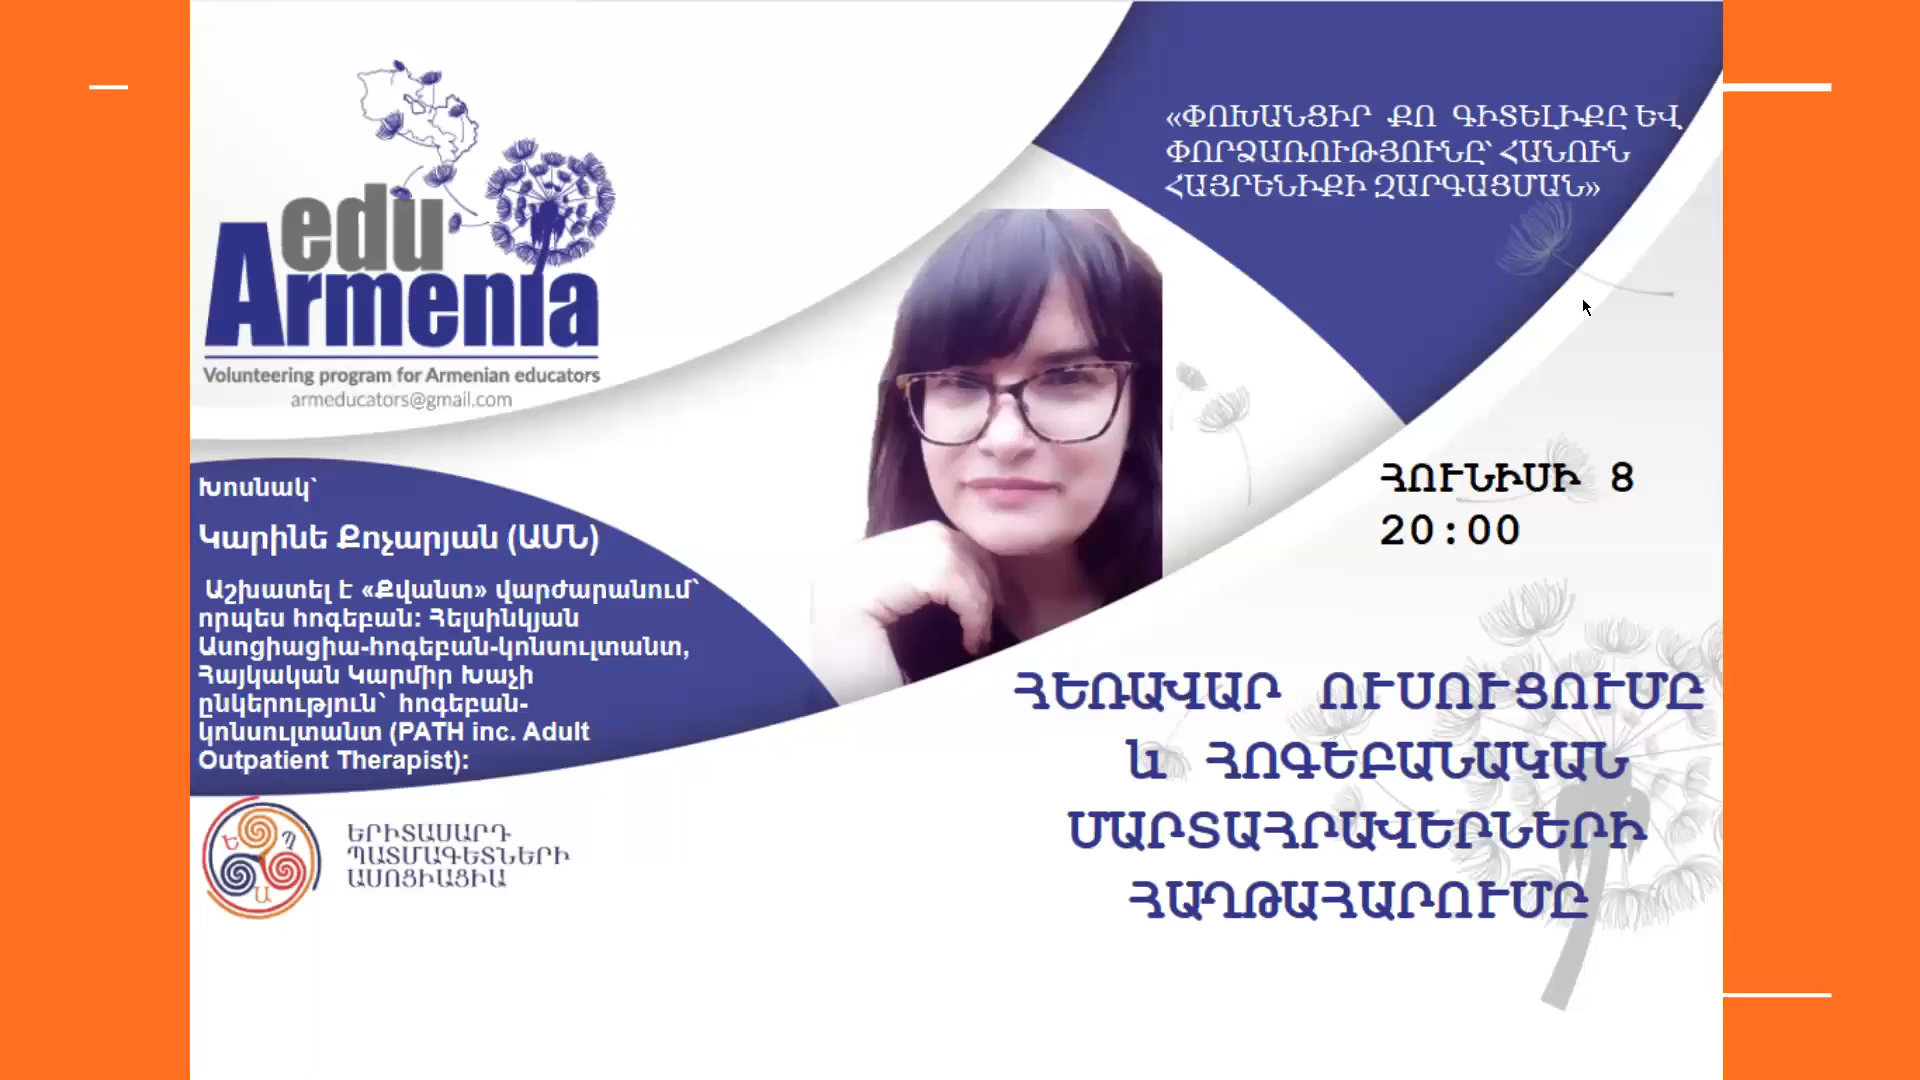 edu
Armenia
Volunteering program for Armenian educators
armeducators@gmail.com
«ՓՈԽԱՆՑԻՐ ՔՈ ԳԻՏԵԼԻՔԸ ԵՎ
ՓՈՐՁԱՌՈՒԹՅՈՒՆԸ՝ ՀԱՆՈՒՆ
ՀԱՅՐԵՆԻՔԻ ԶԱՐԳԱՑՄԱՆ»
Խոսնակ՝
Կարինե Քոչարյան (ԱՄՆ)
Աշխատել է «Քվանտ» վարժարանում՝
որպես հոգեբան: Հելսինկյան
Ասոցիացիա-հոգեբան-կոնսուլտանտ,
Հայկական Կարմիր Խաչի
ընկերություն` հոգեբան-
կոնսուլտանտ (PATH inc. Adult
Outpatient Therapist):
ՀՈՒՆԻՍԻ 8
20:00
ՀԵՌԱՎԱՐ ՈՒՍՈՒՑՈՒՄԸ
և ՀՈԳԵԲԱՆԱԿԱՆ
ՄԱՐՏԱՀՐԱՎԵՐՆԵՐԻ
ՀԱՂԹԱՀԱՐՈՒՄԸ
Ե Պ
Ա
ԵՐԻՏԱՍԱՐԴ
ՊԱՏՄԱԳԵՏՆԵՐԻ
ԱՍՈՑԻԱՑԻԱ